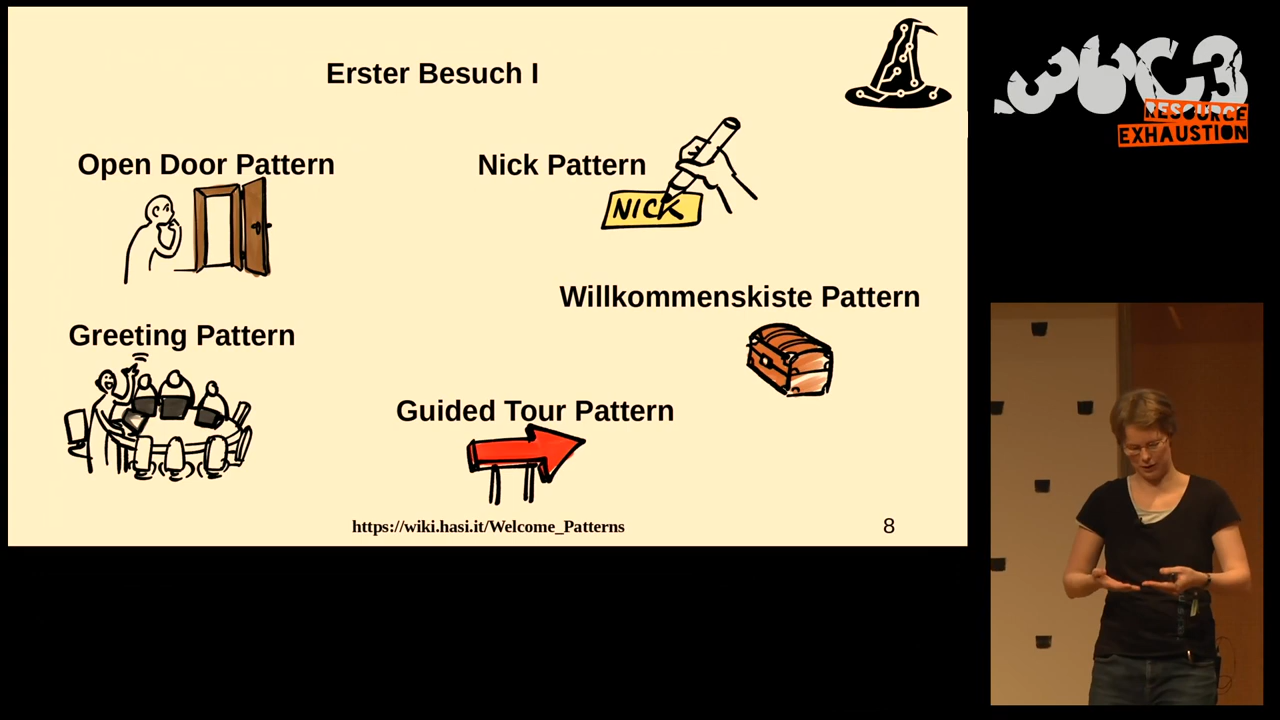 Erster Besuch I
Open Door Pattern
Nick Pattern
NICK
Willkommenskiste Pattern
Greeting Pattern
Guided Tour Pattern
https://wiki.hasi.it/Welcome_Patterns
8
36C3
RESOURCE
EXHAUSTION